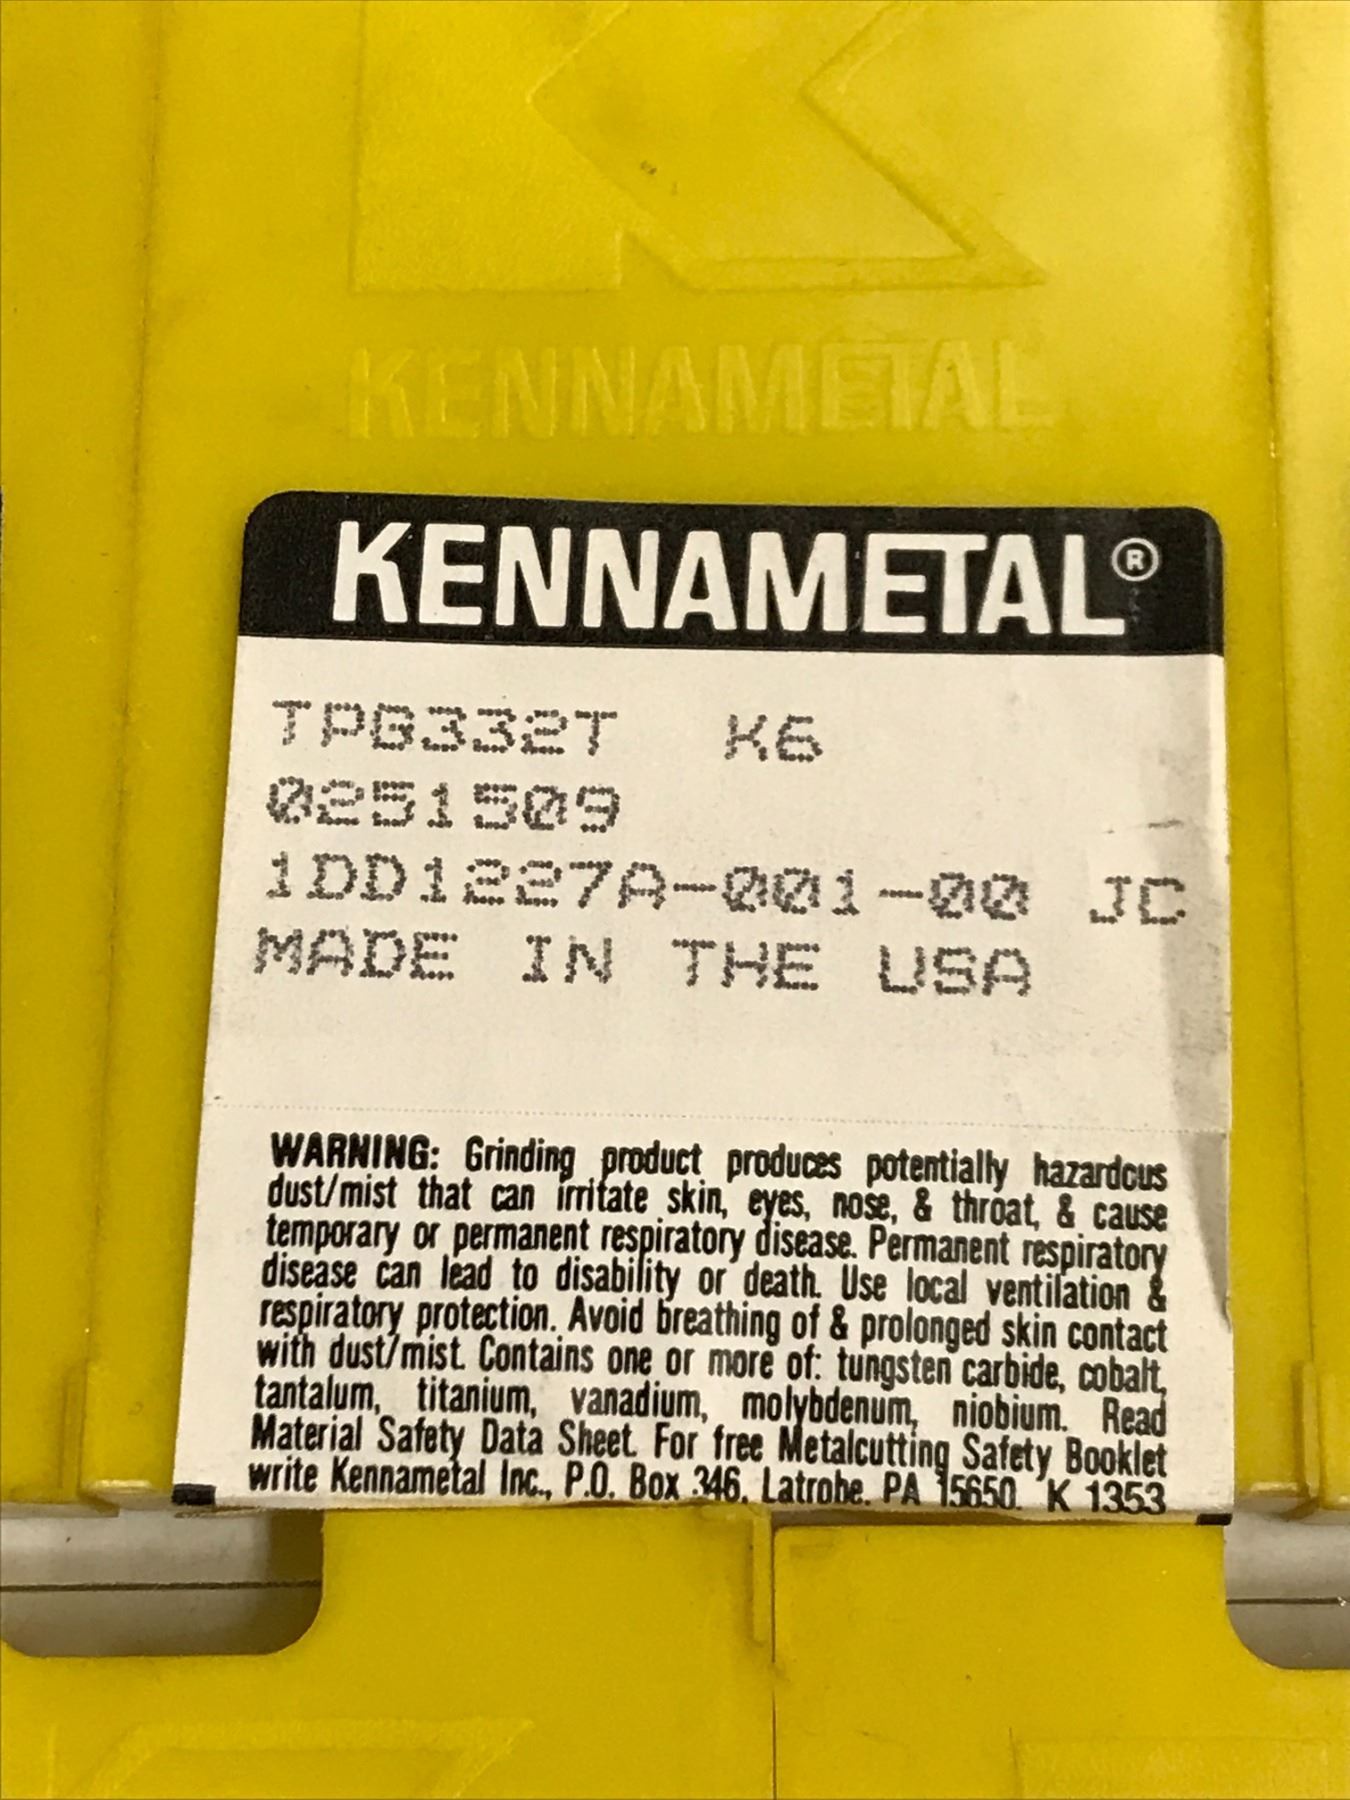 KENNAMETAL
KENNAMETAL®
TPG332T K6
0251509
1DD1227A-001-00 JC
MADE IN THE USA
WARNING: Grinding product produces potentially hazardous
dust/mist that can irritate skin, eyes, nose, & throat, & cause
temporary or permanent respiratory disease. Permanent respiratory
disease can lead to disability or death. Use local ventilation &
respiratory protection. Avoid breathing of & prolonged skin contact
with dust/mist. Contains one or more of: tungsten carbide, cobalt,
tantalum, titanium, vanadium, molybdenum, niobium. Read
Material Safety Data Sheet. For free Metalcutting Safety Booklet
write Kennametal Inc., P.O. Box 346, Latrobe, PA 15650. K 1353